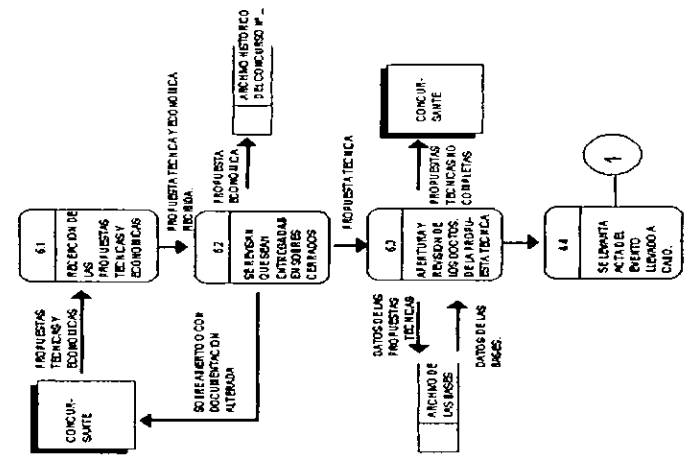 CONCUR-
SANTE
PROPUESTAS
TECNICAS Y
ECONOMICAS
6.1
RECEPCION DE
LAS
PROPUESTAS
TECNICAS Y
ECONOMICAS
PROPUESTA TECNICA Y ECONOMICA
RECIBIDA.
SOBRE ABIERTO O CON
DOCUMENTACION
ALTERADA
6.2
SE REVISAN
QUE SEAN
ENTREGADAS
EN SOBRES
CERRADOS
PROPUESTA
ECONOMICA
ARCHIVO HISTORICO
DEL CONCURSO Nº _
PROPUESTA TECNICA
ARCHIVO DE
LAS BASES
DATOS DE LAS
PROPUESTAS
TECNICAS
DATOS DE LAS
BASES.
6.3
APERTURA Y
REVISION DE
LOS DOCTOS.
DE LA PROPU-
ESTA TECNICA
PROPUESTAS
TECNICAS NO
COMPLETAS
CONCUR-
SANTE
4.4
SE LEVANTA
ACTA DEL
EVENTO
LLEVADO A
CABO.
1